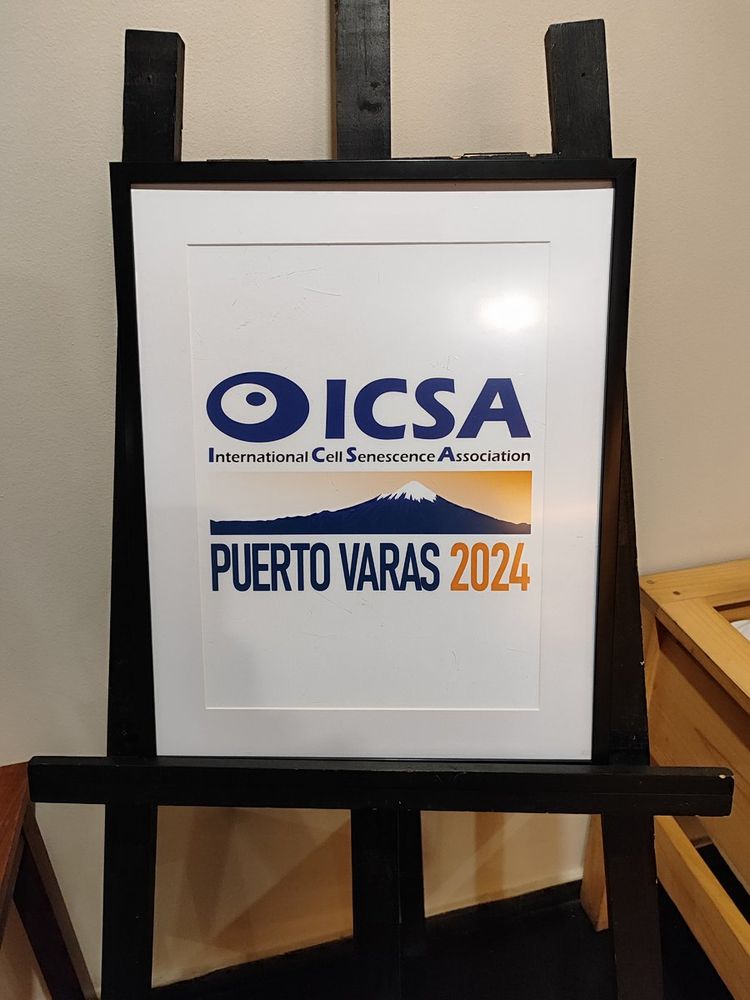 ICSA
International Cell Senescence Association
PUERTO VARAS 2024